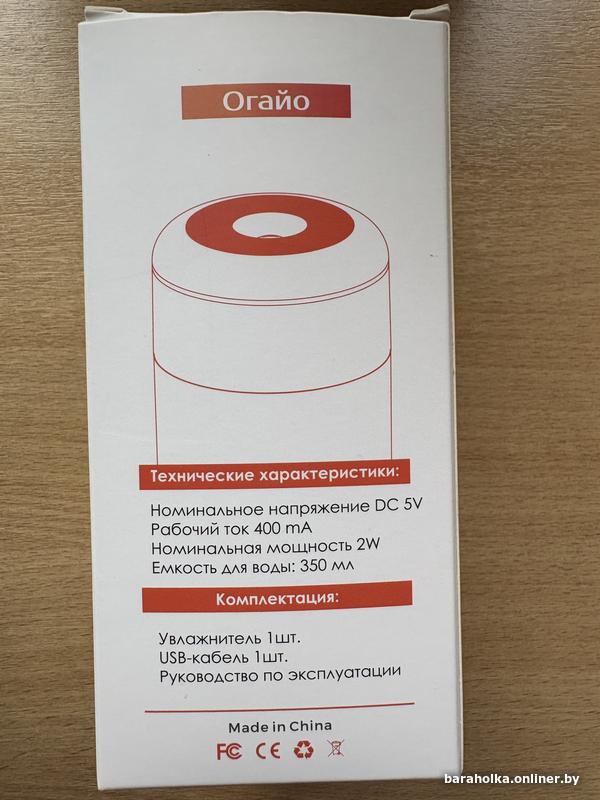 Огайо
Технические характеристики:
Номинальное напряжение DC 5V
Рабочий ток 400 mA
Номинальная мощность 2W
Емкость для воды: 350 мл
Комплектация:
Увлажнитель 1шт.
USB-кабель 1шт.
Руководство по эксплуатации
Made in China
FC CE
baraholka.onliner.by